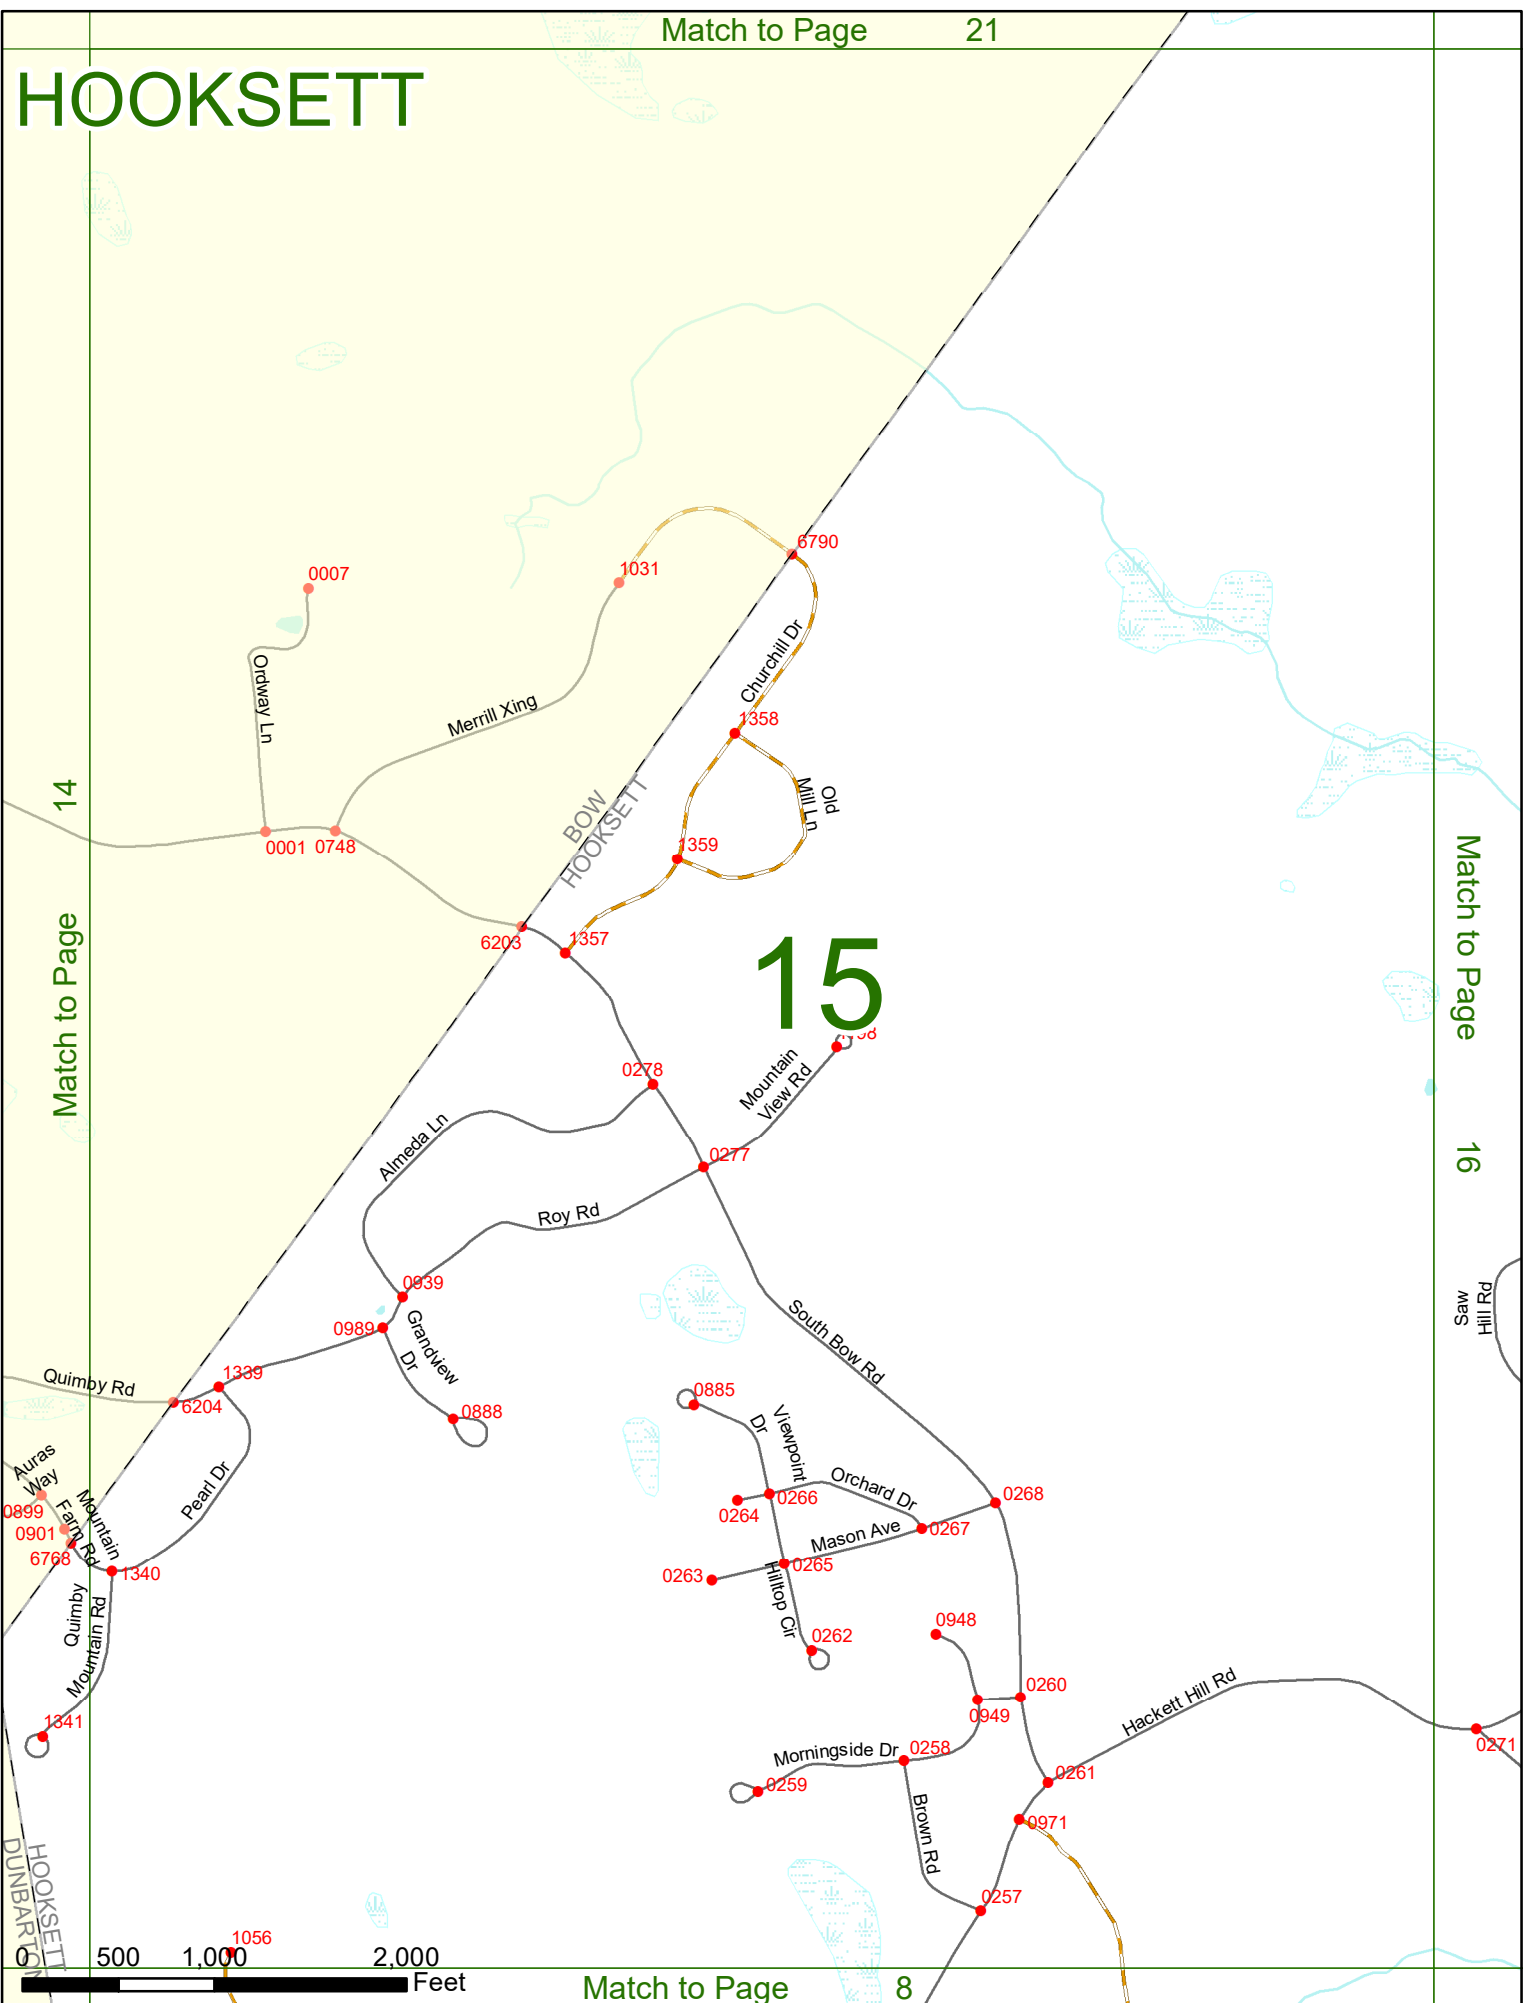 Match to Page 21
HOOKSETT
6790
1031
0007
Churchill Dr
Ordway Ln
Merrill Xing
1358
Old
Mill Ln
14
BOW
HOOKSETT
0001
0748
1359
Match to Page
Match to Page
6203
1357
15
Mountain
View Rd
0278
Almeda Ln
0277
16
Roy Rd
0939
Saw
Hill Rd
South Bow Rd
0989
Grandview
Dr
1339
Quimby Rd
6204
0888
0885
Viewpoint
Dr
Auras
Way
Pearl Dr
Orchard Dr
0266
0268
0264
0899
Mountain
Farm Rd
0901
6768
Mason Ave
0267
1340
0265
0263
Hilltop Cir
Quimby
Mountain Rd
0262
0948
0260
0949
Hackett Hill Rd
1341
0271
Morningside Dr
0258
0261
0259
0971
Brown Rd
HOOKSETT
DUNBARTON
0257
1056
0 500 1,000 2,000
Feet
Match to Page 8